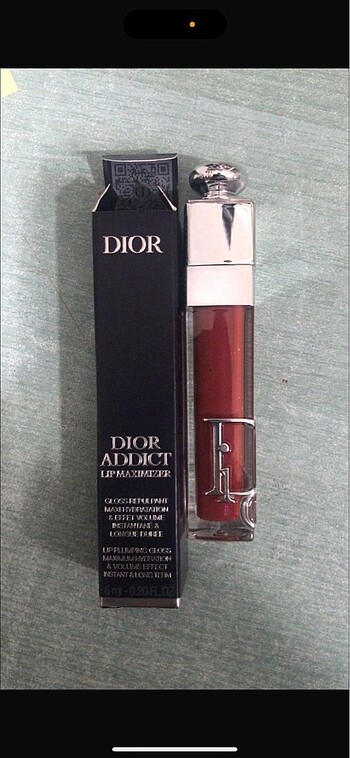 DIOR
DIOR
ADDICT
LIP MAXIMIZER
GLOSS REPULPANT
MAXI HYDRATATION
& EFFET VOLUME
INSTANTANÉ &
LONGUE DURÉE
LIP PLUMPING GLOSS
MAXIMUM HYDRATION
& VOLUME EFFECT
INSTANT & LONG TERM
6 ml - 0.20 FL.OZ